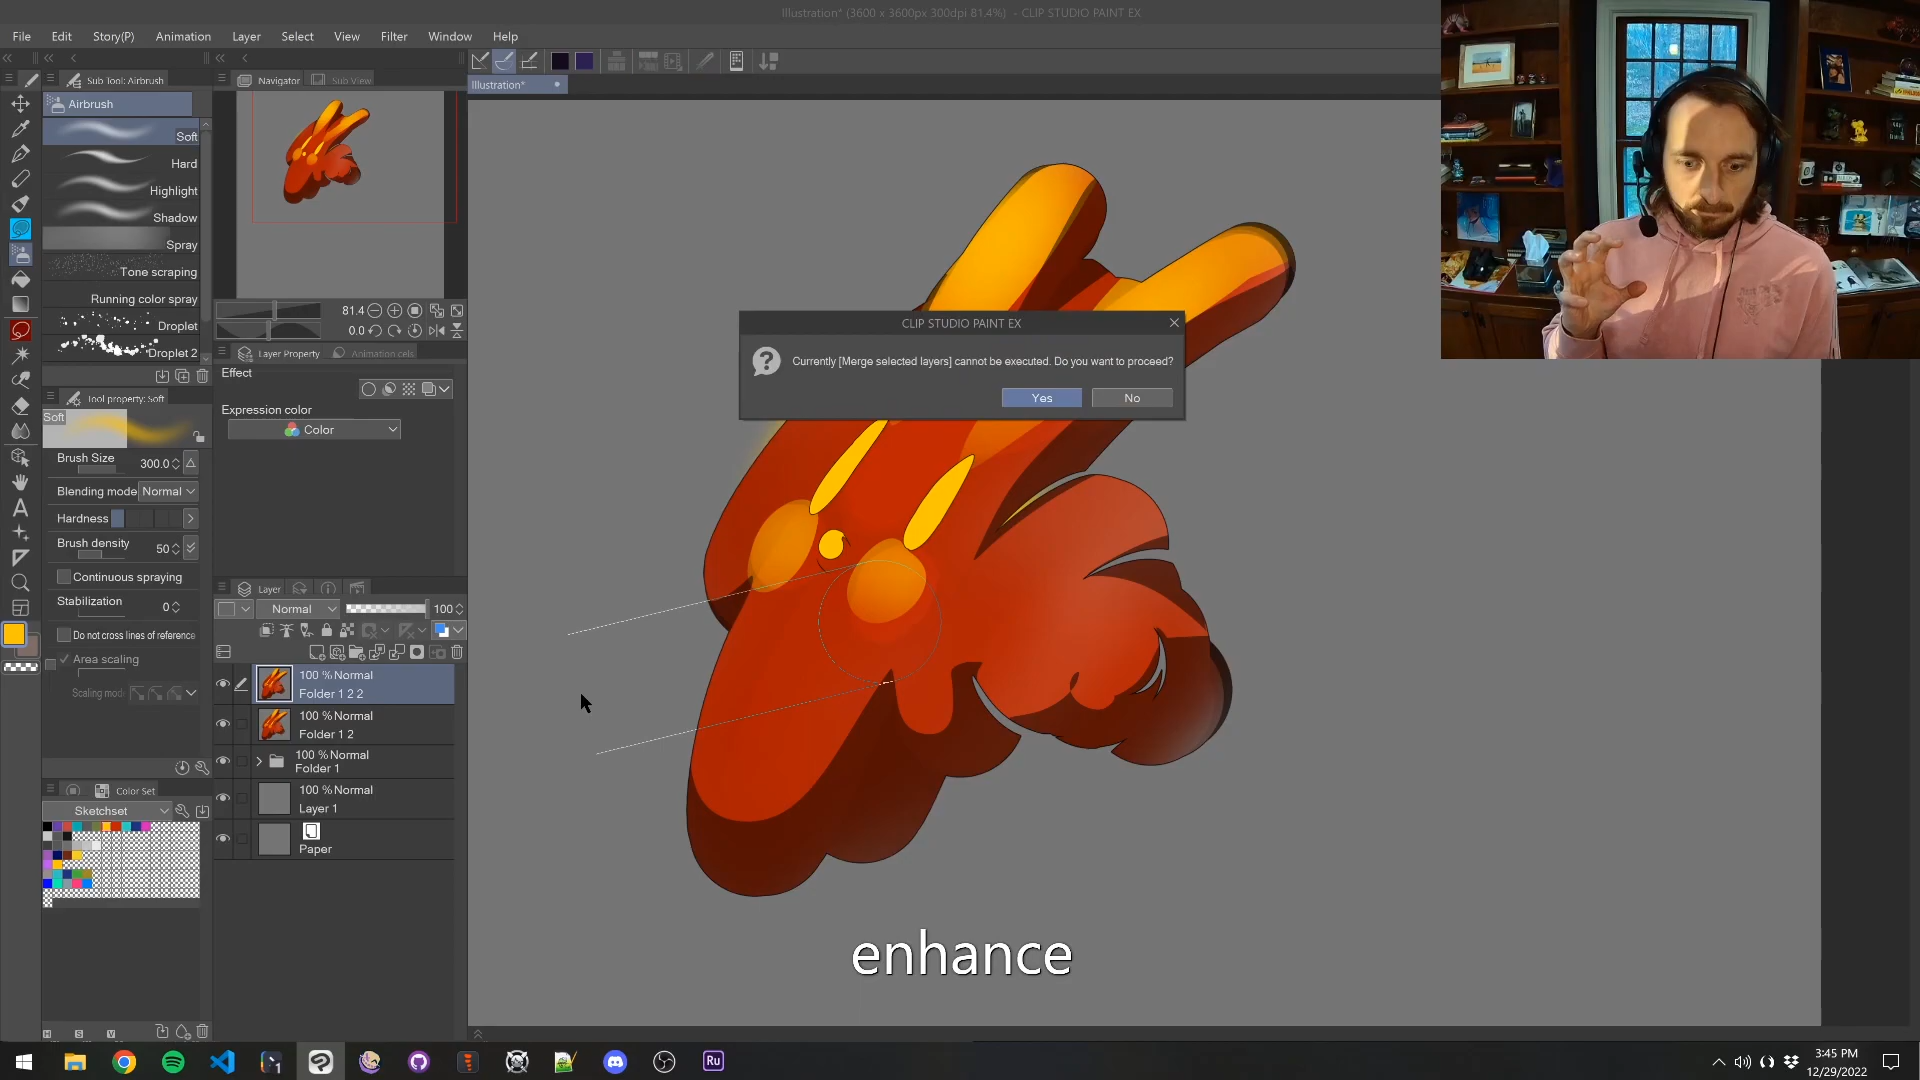 Illustration* (3600 x 3600px 300dpi 81.4%) - CLIP STUDIO PAINT EX
File Edit Story(P) Animation Layer Select View Filter Window Help
Sub Tool: Airbrush
Navigator
Sub View
Illustration*
Airbrush
Soft
Hard
Highlight
Shadow
Spray
Tone scraping
Running color spray
Droplet
Droplet 2
81.4
0.0
Layer Property
Animation cels
Effect
Expression color
Color
CLIP STUDIO PAINT EX
Currently [Merge selected layers] cannot be executed. Do you want to proceed?
Yes
No
Tool property: Soft
Soft
Brush Size 300.0
Blending mode Normal
Hardness
Brush density 50
Continuous spraying
Stabilization 0
Do not cross lines of reference
Area scaling
Scaling mod
Layer
Normal 100
100 % Normal
Folder 1 2 2
100 % Normal
Folder 1 2
100 % Normal
Folder 1
100 % Normal
Layer 1
Paper
Color Set
Sketchset
H S V
enhance
Ru
3:45 PM
12/29/2022